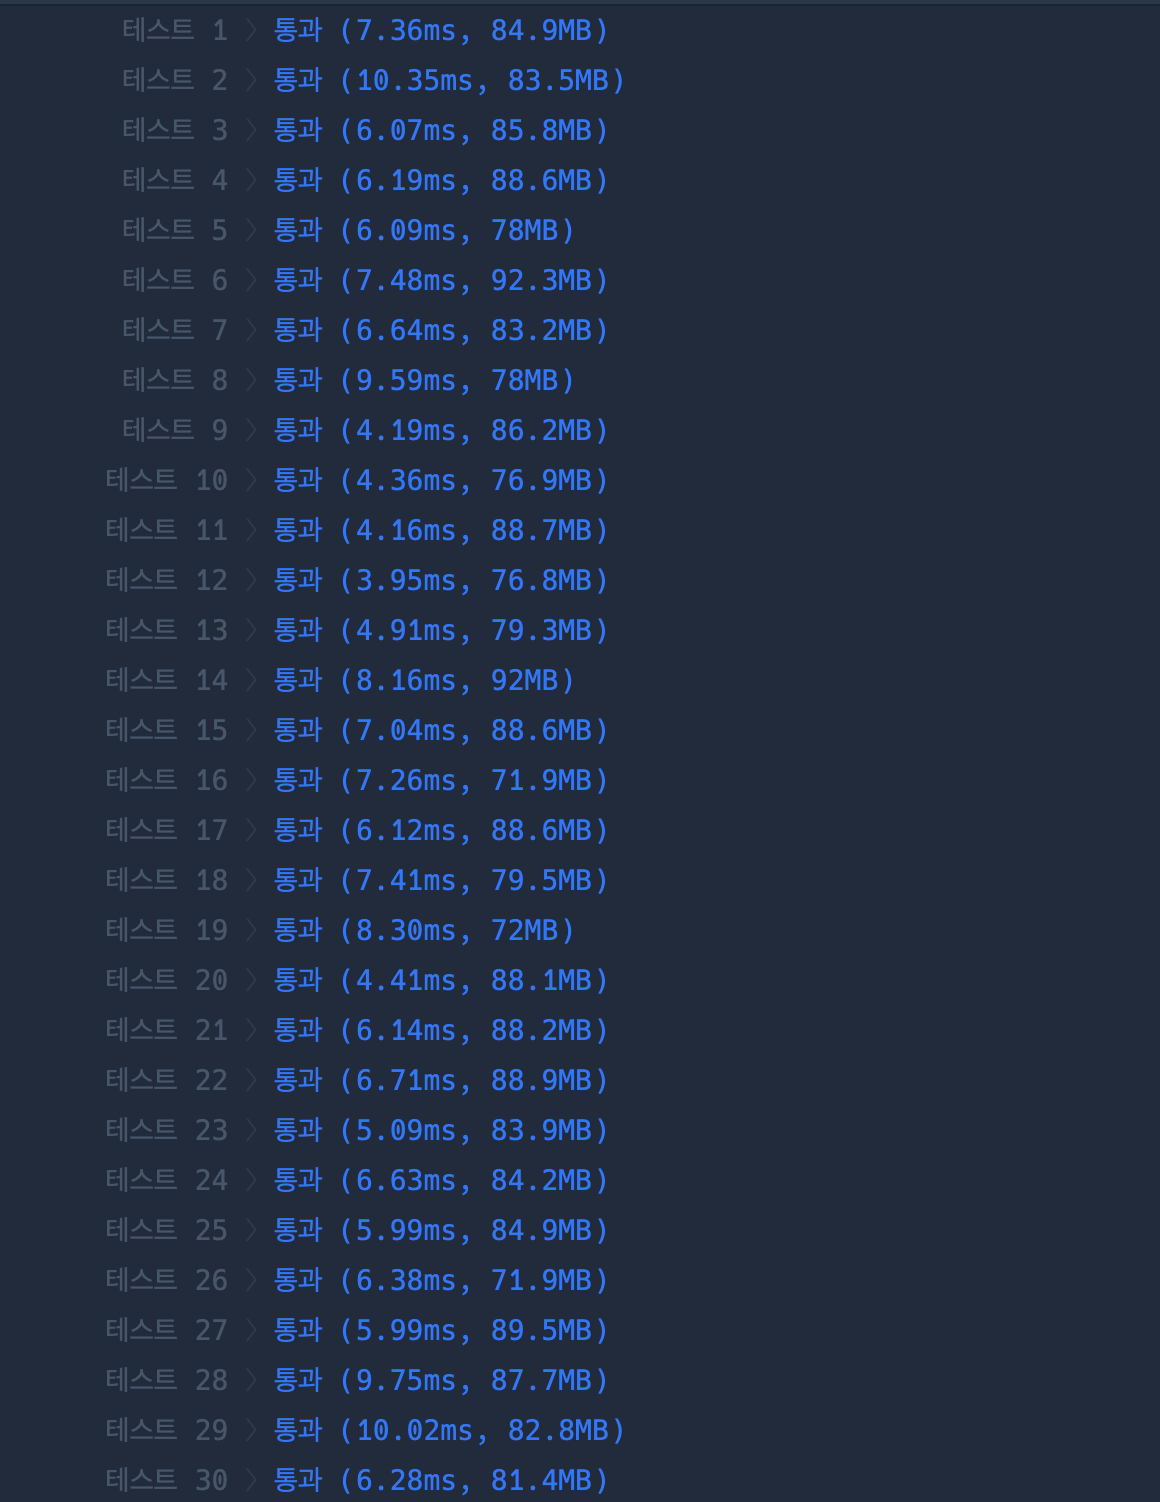 테스트 1 〉 통과 (7.36ms, 84.9MB)
테스트 2 〉 통과 (10.35ms, 83.5MB)
테스트 3 〉 통과 (6.07ms, 85.8MB)
테스트 4 〉 통과 (6.19ms, 88.6MB)
테스트 5 〉 통과 (6.09ms, 78MB)
테스트 6 〉 통과 (7.48ms, 92.3MB)
테스트 7 〉 통과 (6.64ms, 83.2MB)
테스트 8 〉 통과 (9.59ms, 78MB)
테스트 9 〉 통과 (4.19ms, 86.2MB)
테스트 10 〉 통과 (4.36ms, 76.9MB)
테스트 11 〉 통과 (4.16ms, 88.7MB)
테스트 12 〉 통과 (3.95ms, 76.8MB)
테스트 13 〉 통과 (4.91ms, 79.3MB)
테스트 14 〉 통과 (8.16ms, 92MB)
테스트 15 〉 통과 (7.04ms, 88.6MB)
테스트 16 〉 통과 (7.26ms, 71.9MB)
테스트 17 〉 통과 (6.12ms, 88.6MB)
테스트 18 〉 통과 (7.41ms, 79.5MB)
테스트 19 〉 통과 (8.30ms, 72MB)
테스트 20 〉 통과 (4.41ms, 88.1MB)
테스트 21 〉 통과 (6.14ms, 88.2MB)
테스트 22 〉 통과 (6.71ms, 88.9MB)
테스트 23 〉 통과 (5.09ms, 83.9MB)
테스트 24 〉 통과 (6.63ms, 84.2MB)
테스트 25 〉 통과 (5.99ms, 84.9MB)
테스트 26 〉 통과 (6.38ms, 71.9MB)
테스트 27 〉 통과 (5.99ms, 89.5MB)
테스트 28 〉 통과 (9.75ms, 87.7MB)
테스트 29 〉 통과 (10.02ms, 82.8MB)
테스트 30 〉 통과 (6.28ms, 81.4MB)